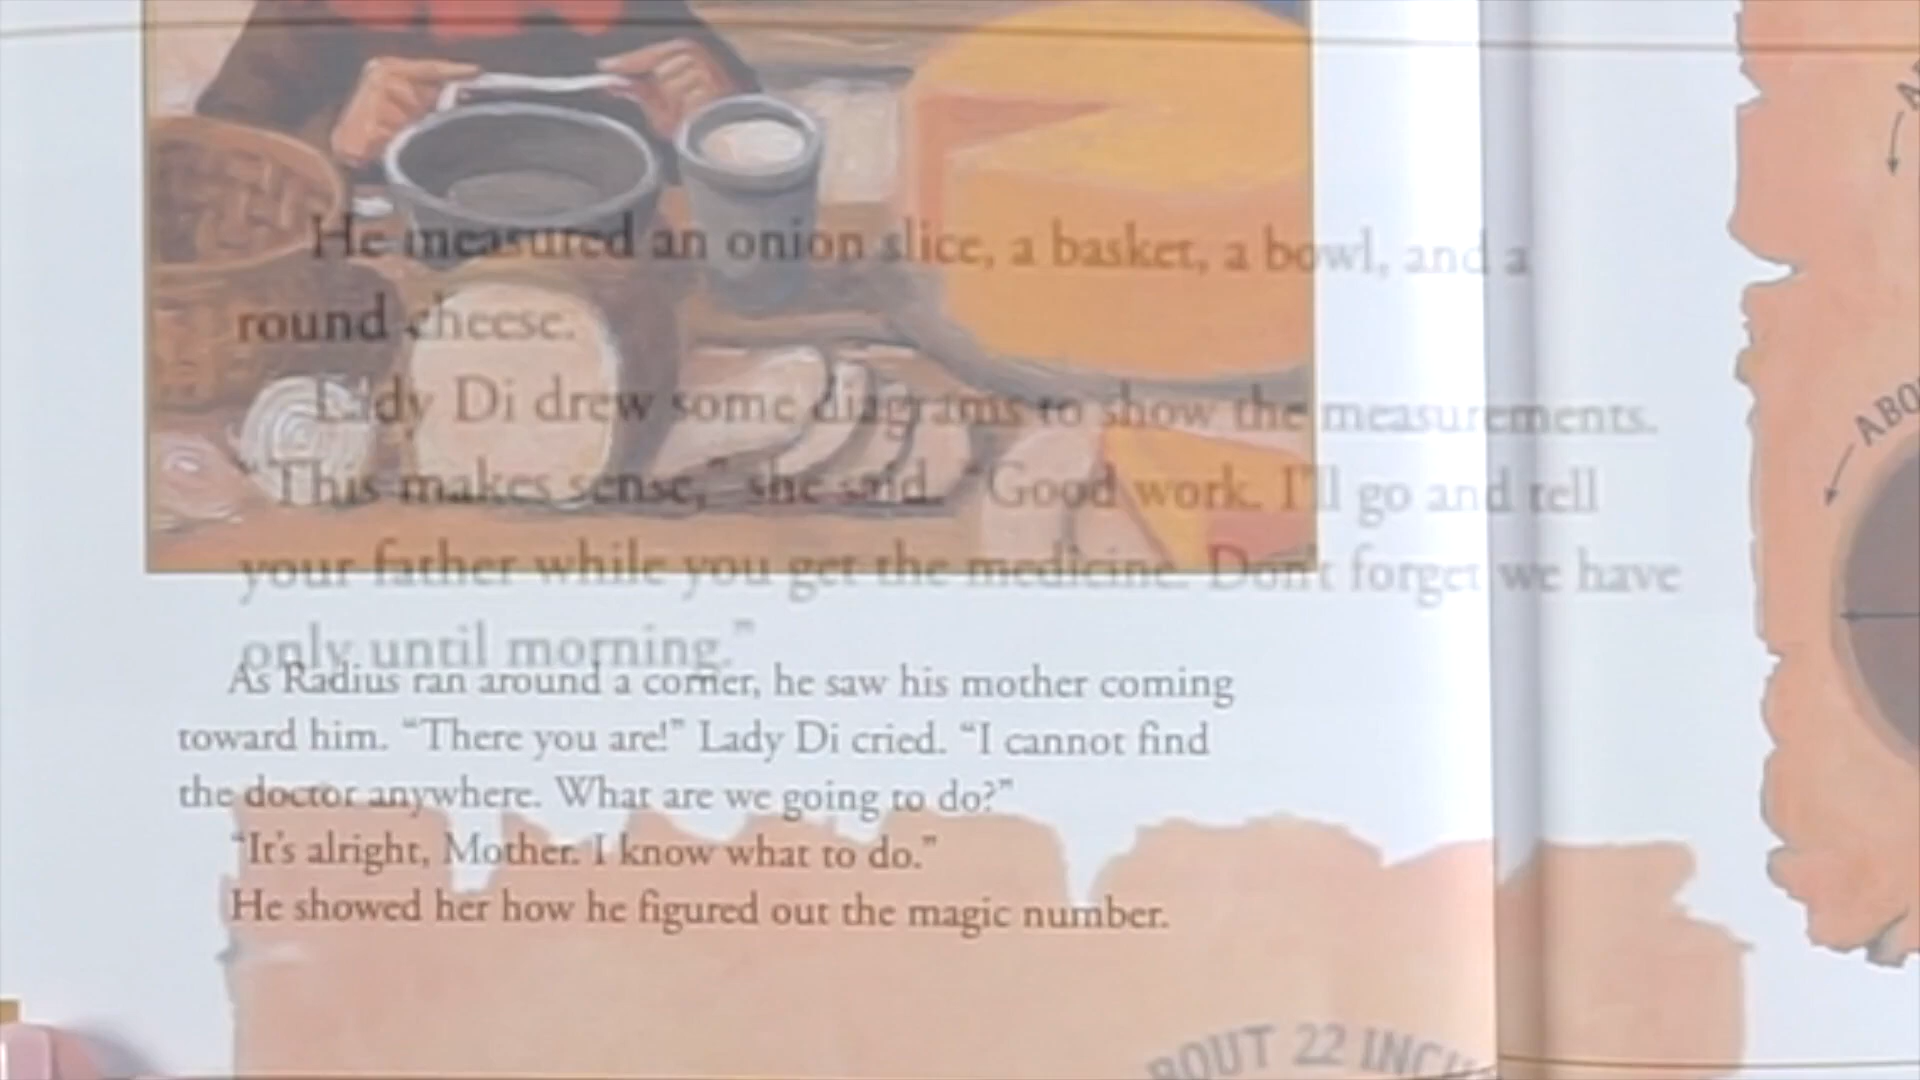 He measured an onion slice, a basket, a bowl, and a
round cheese.
Lady Di drew some diagrams to show the measurements.
“This makes sense,” she said. “Good work. I’ll go and tell
your father while you get the medicine. Don’t forget we have
only until morning.”
As Radius ran around a corner, he saw his mother coming
toward him. “There you are!” Lady Di cried. “I cannot find
the doctor anywhere. What are we going to do?”
“It’s alright, Mother. I know what to do.”
He showed her how he figured out the magic number.
22